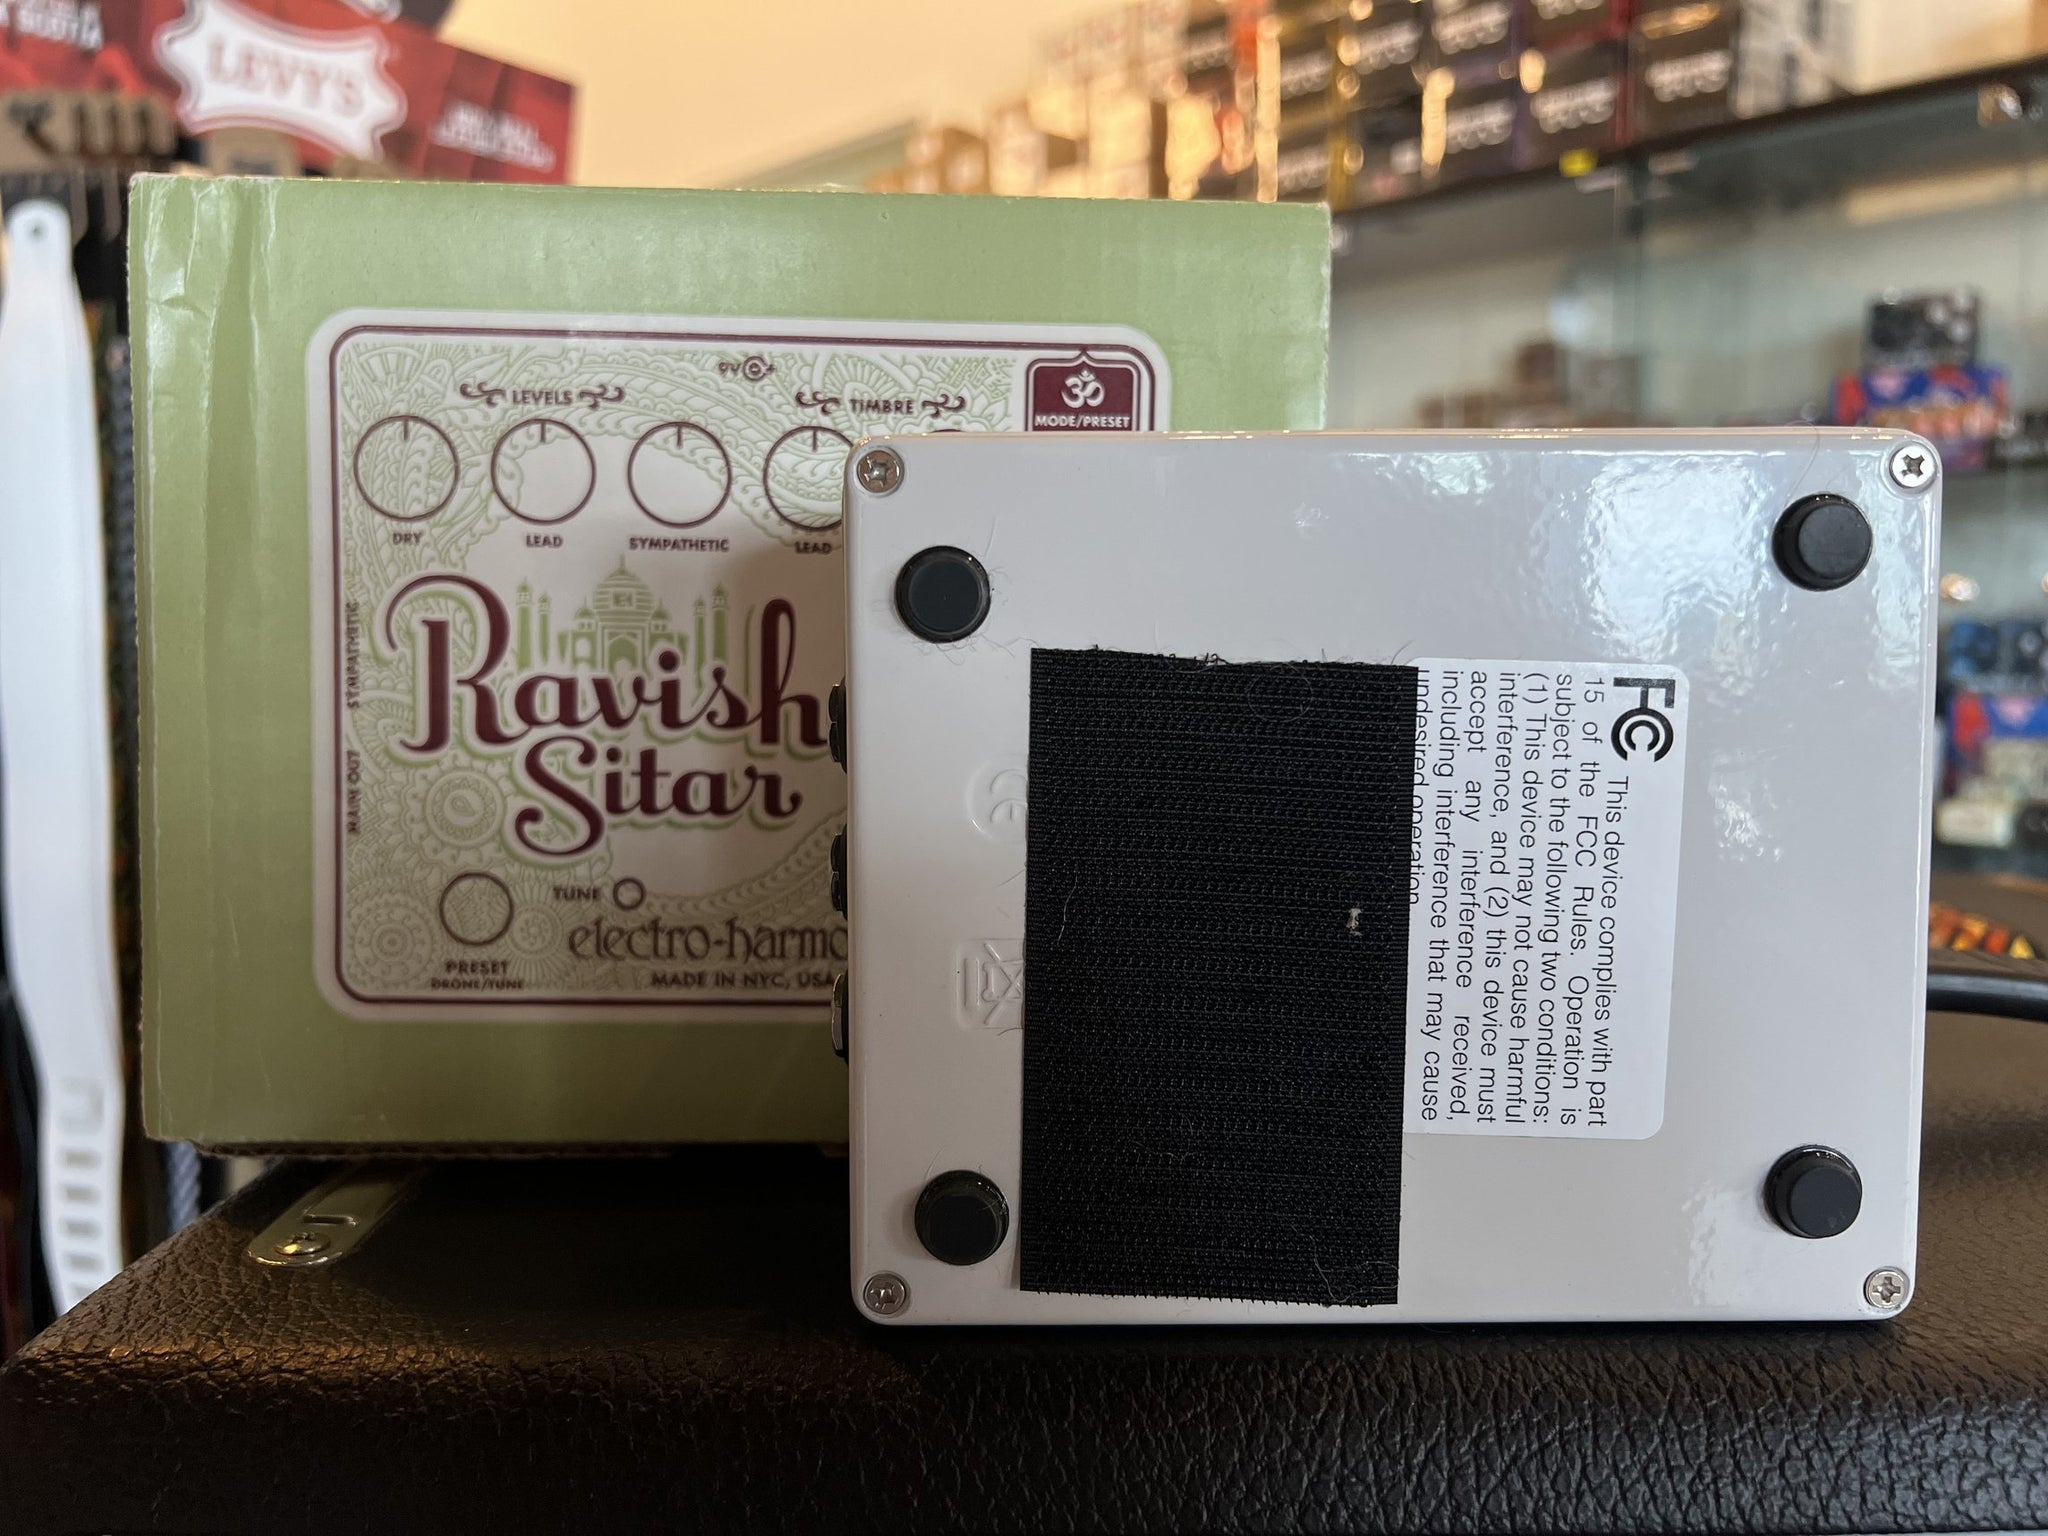 LEVY'S
9V
LEVELS
TIMBRE
MODE/PRESET
DRY
LEAD
SYMPATHETIC
LEAD
Ravish
Sitar
PRESET
DRONE/TUNE
TUNE
electro-harmo
MADE IN NYC, USA
FC This device complies with part
15 of the FCC Rules. Operation is
subject to the following two conditions:
(1) This device may not cause harmful
interference, and (2) this device must
accept any interference received,
including interference that may cause
undesired operation.
CE